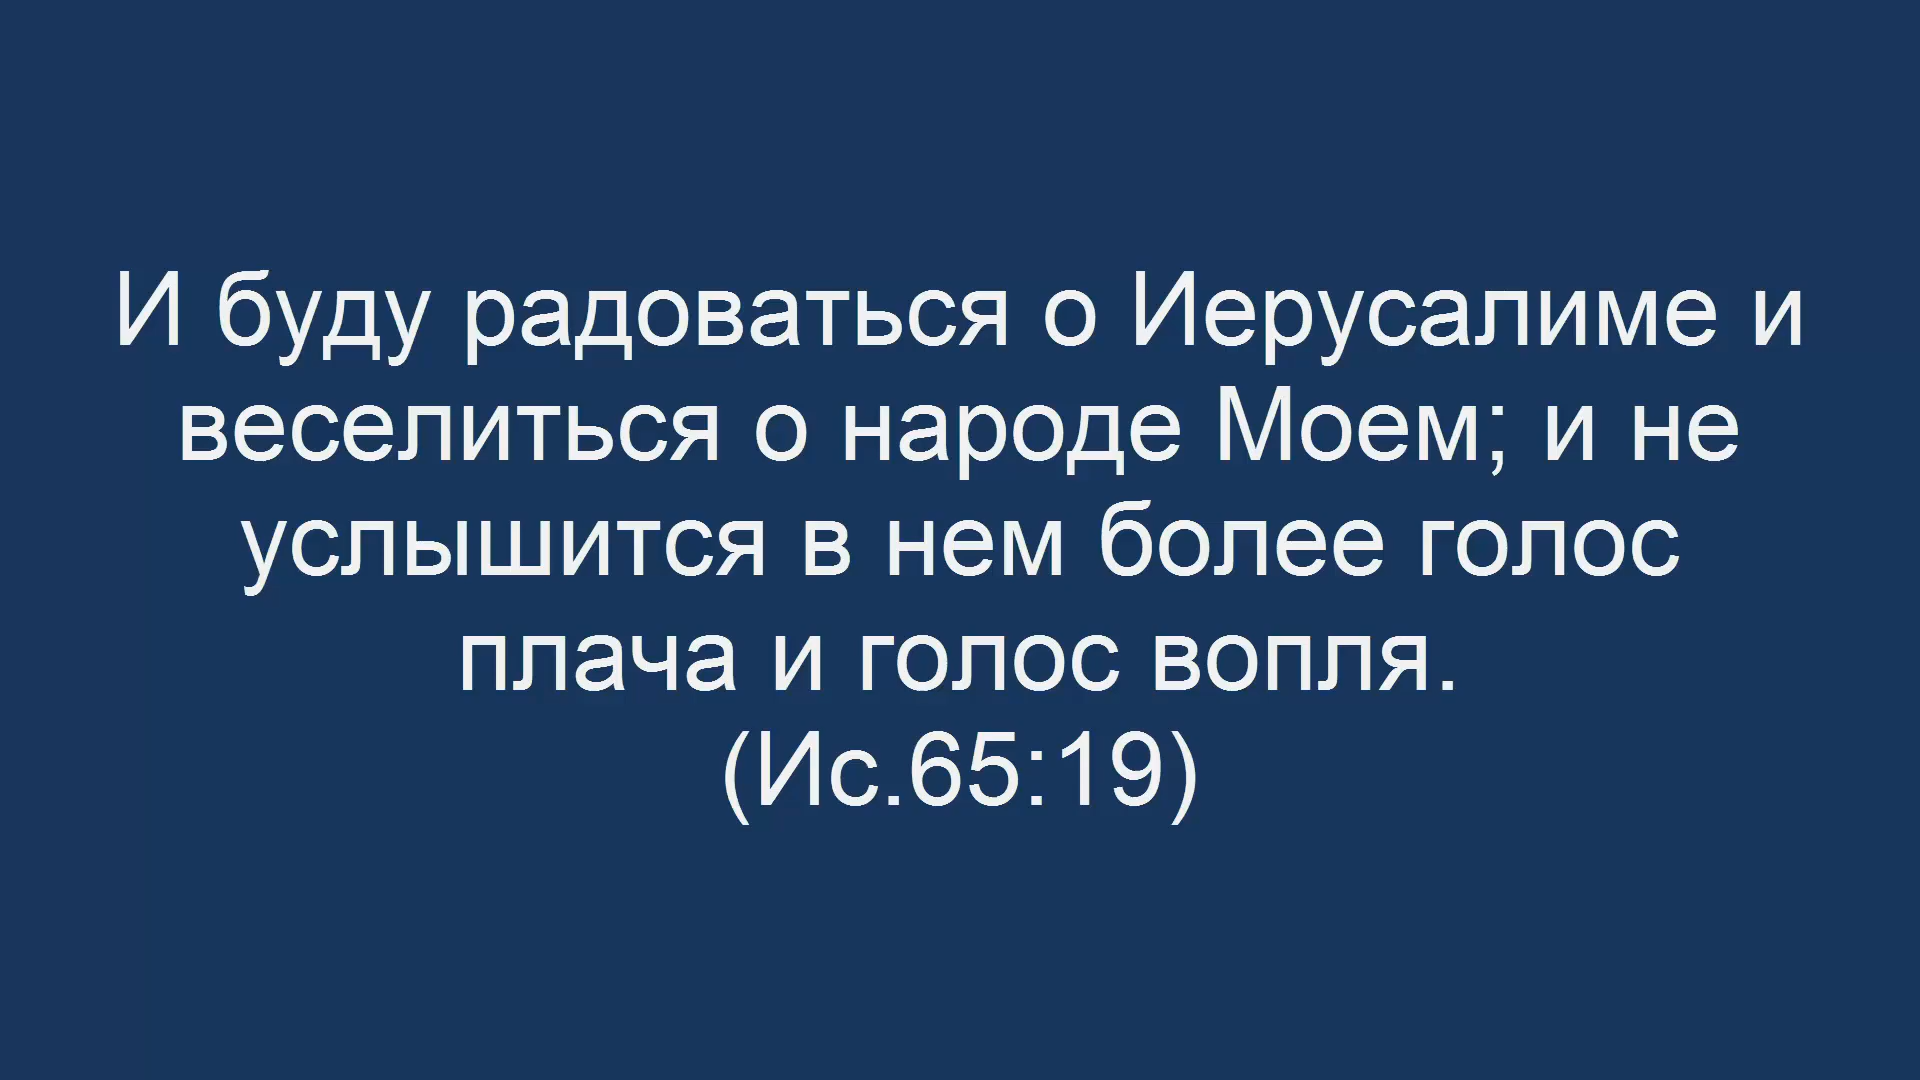 И буду радоваться о Иерусалиме и
веселиться о народе Моем; и не
услышится в нем более голос
плача и голос вопля.
(Ис.65:19)